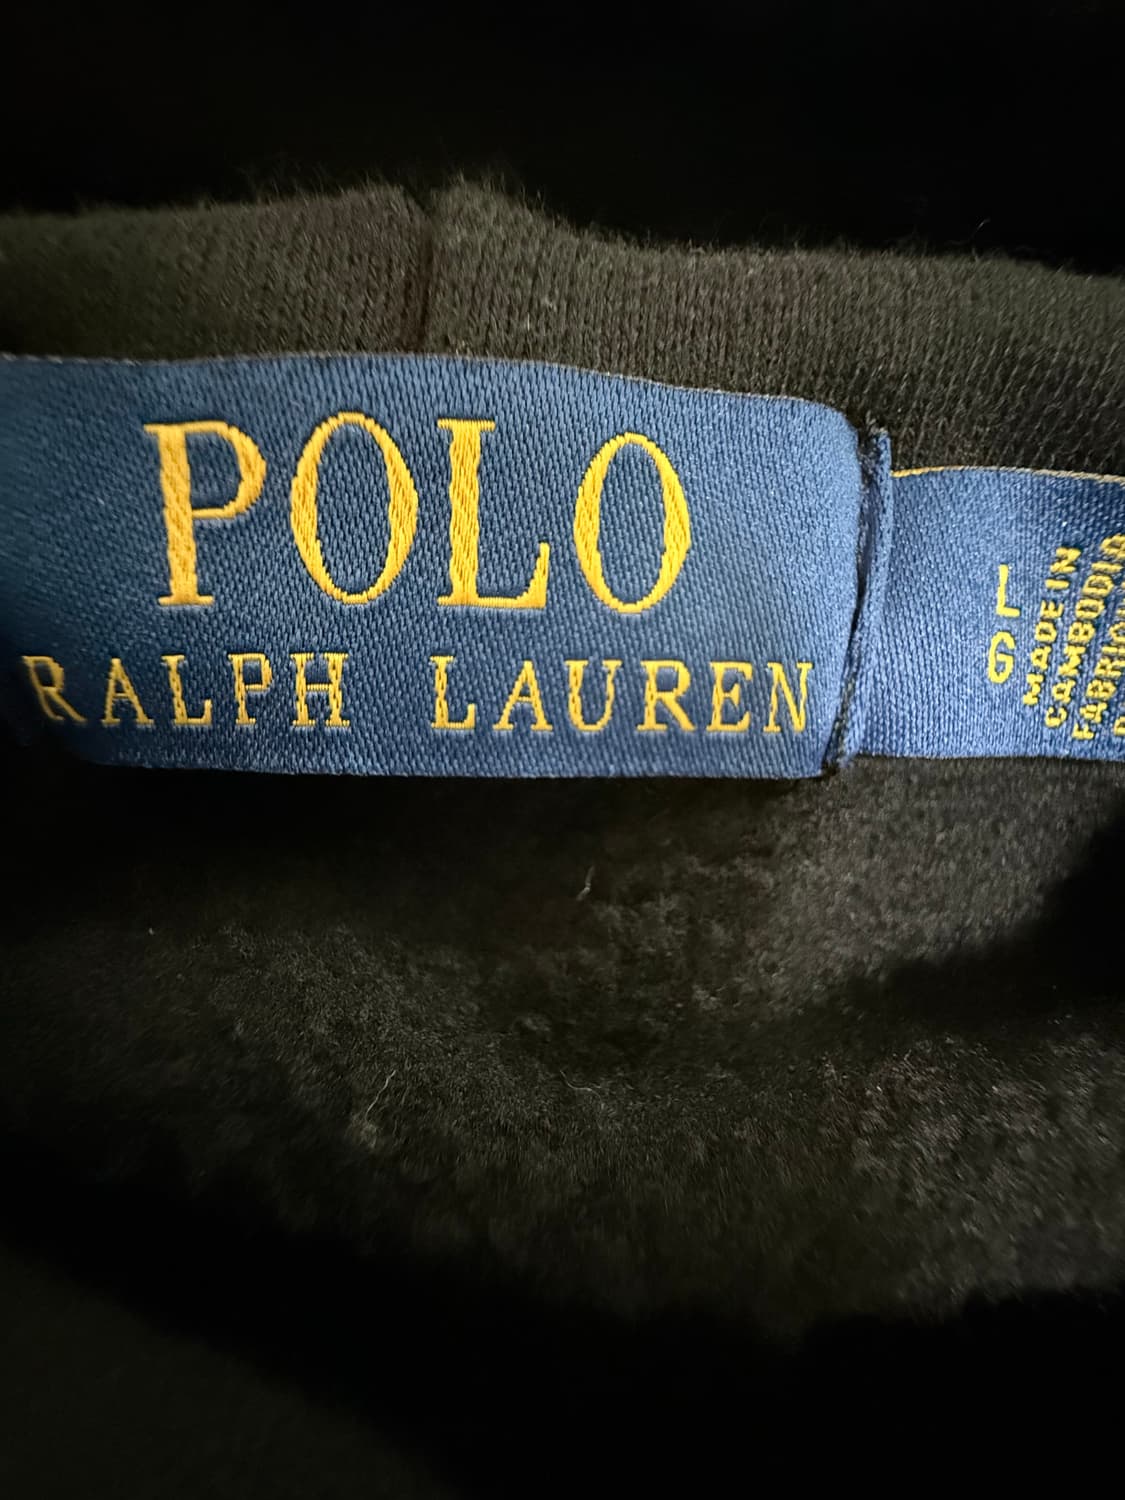 POLO
RALPH LAUREN
L
G
MADE IN
CAMBODIA